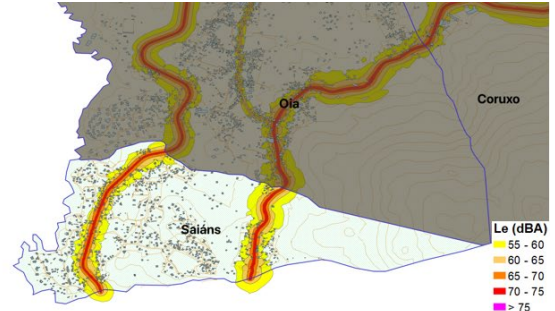 Oia
Coruxo
Saiáns
Le (dBA)
55 - 60
60 - 65
65 - 70
70 - 75
> 75